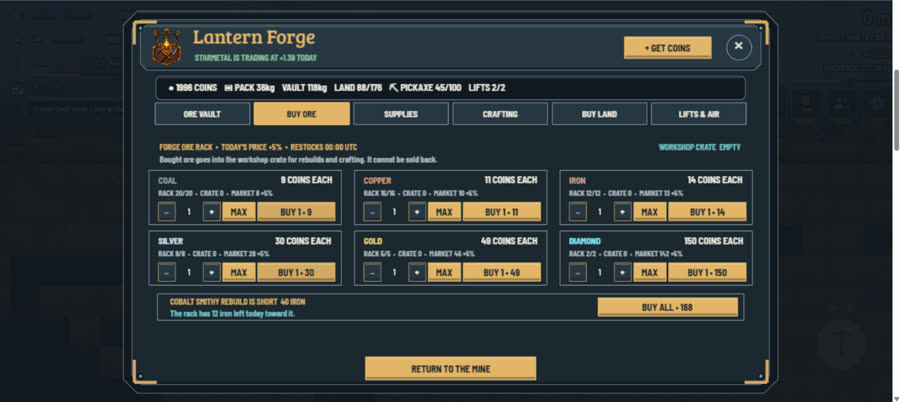 Lantern Forge
STARMETAL IS TRADING AT +1.39 TODAY
+ GET COINS
1996 COINS PACK 36kg VAULT 118kg LAND 88/176 PICKAXE 45/100 LIFTS 2/2
ORE VAULT BUY ORE SUPPLIES CRAFTING BUY LAND LIFTS & AIR
FORGE ORE RACK • TODAY'S PRICE +5% • RESTOCKS 00:00 UTC WORKSHOP CRATE EMPTY
Bought ore goes into the workshop crate for rebuilds and crafting. It cannot be sold back.
COAL 9 COINS EACH
RACK 20/20 • CRATE 0 • MARKET 8 +5%
− 1 + MAX BUY 1 • 9
COPPER 11 COINS EACH
RACK 16/16 • CRATE 0 • MARKET 10 +5%
− 1 + MAX BUY 1 • 11
IRON 14 COINS EACH
RACK 12/12 • CRATE 0 • MARKET 13 +5%
− 1 + MAX BUY 1 • 14
SILVER 30 COINS EACH
RACK 8/8 • CRATE 0 • MARKET 28 +5%
− 1 + MAX BUY 1 • 30
GOLD 49 COINS EACH
RACK 5/5 • CRATE 0 • MARKET 46 +5%
− 1 + MAX BUY 1 • 49
DIAMOND 150 COINS EACH
RACK 2/2 • CRATE 0 • MARKET 142 +5%
− 1 + MAX BUY 1 • 150
COBALT SMITHY REBUILD IS SHORT 40 IRON
The rack has 12 iron left today toward it.
BUY ALL • 168
RETURN TO THE MINE